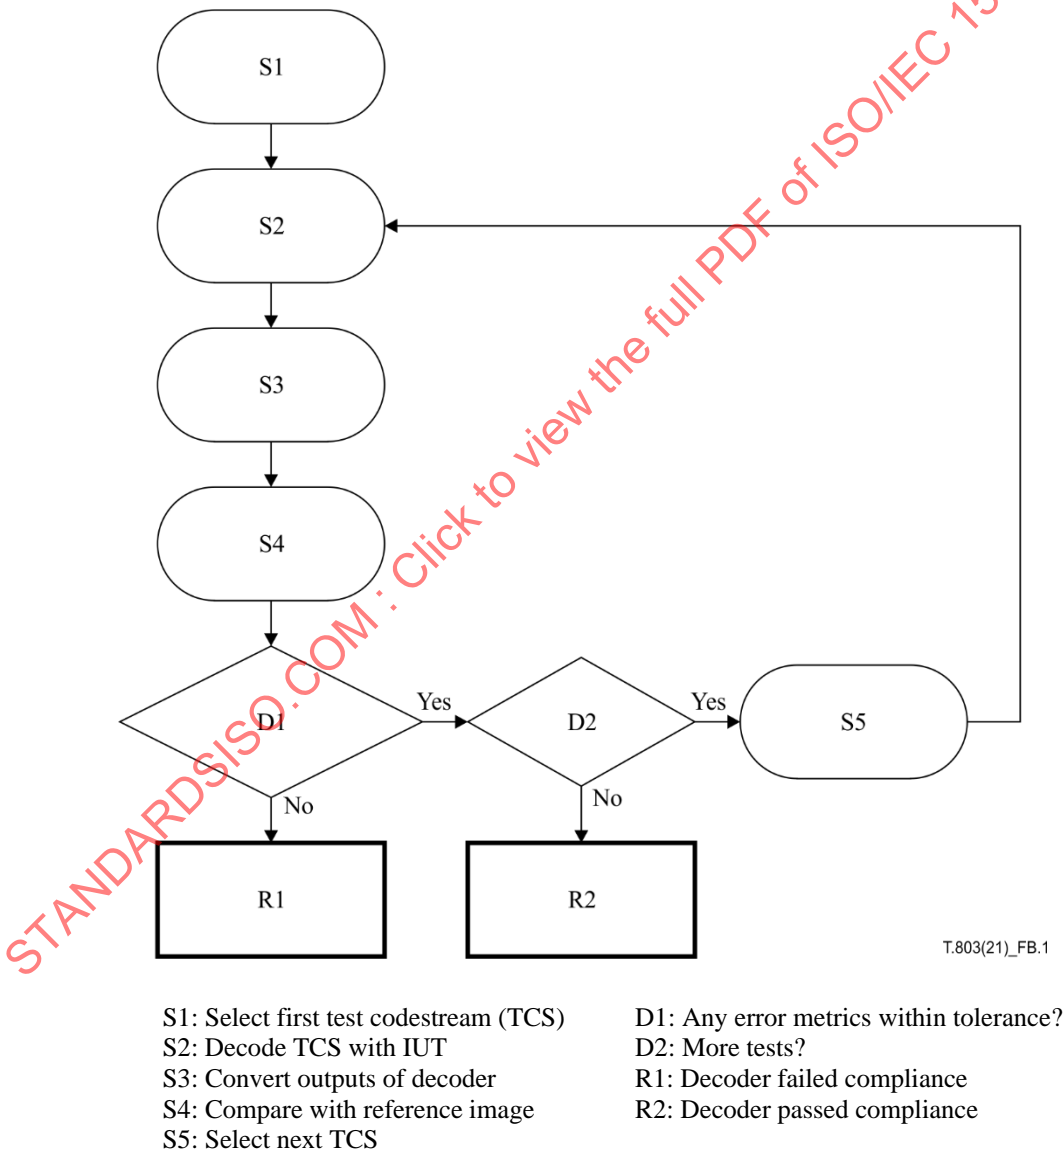 S1
STANDARDSISO.COM : Click to view the full PDF of ISO/IEC 15
S2
S3
S4
D1
Yes
D2
Yes
S5
No
No
R1
R2
T.803(21)_FB.1
S1: Select first test codestream (TCS)
S2: Decode TCS with IUT
S3: Convert outputs of decoder
S4: Compare with reference image
S5: Select next TCS
D1: Any error metrics within tolerance?
D2: More tests?
R1: Decoder failed compliance
R2: Decoder passed compliance